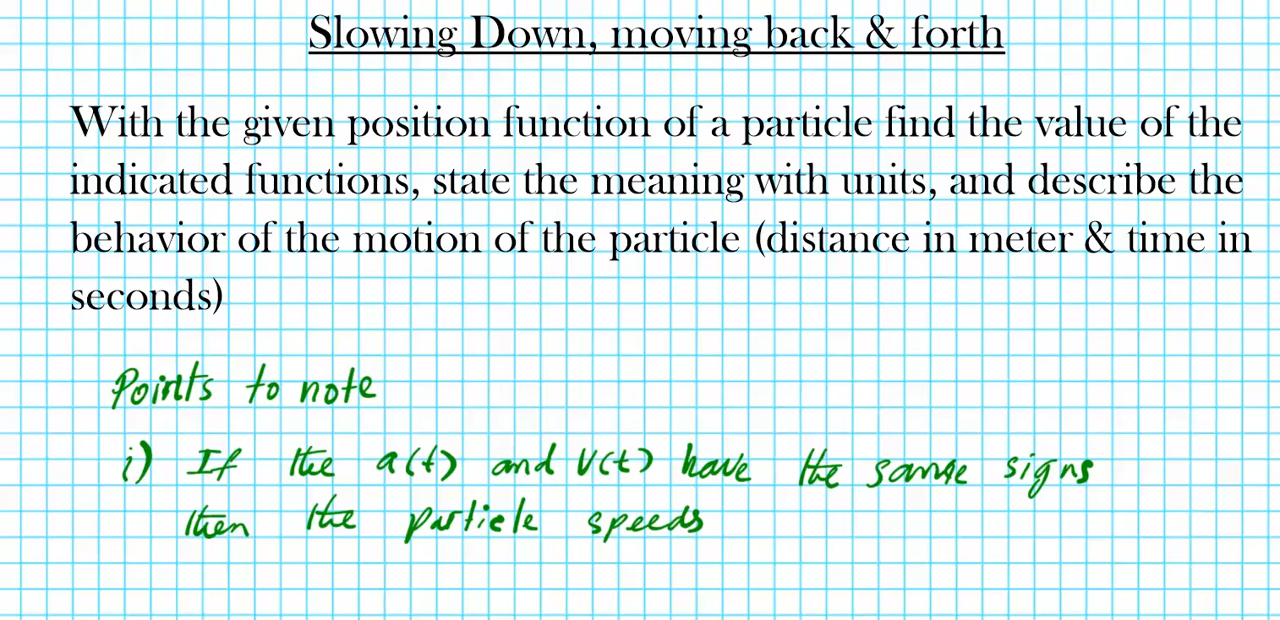 Slowing Down, moving back & forth
With the given position function of a particle find the value of the
indicated functions, state the meaning with units, and describe the
behavior of the motion of the particle (distance in meter & time in
seconds)
Points to note
i) If the a(t) and v(t) have the same signs
then the particle speeds